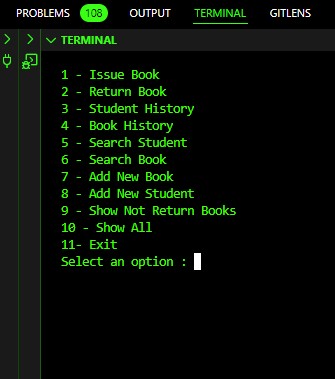 PROBLEMS 108 OUTPUT TERMINAL GITLENS
TERMINAL
1 - Issue Book
2 - Return Book
3 - Student History
4 - Book History
5 - Search Student
6 - Search Book
7 - Add New Book
8 - Add New Student
9 - Show Not Return Books
10 - Show All
11- Exit
Select an option :